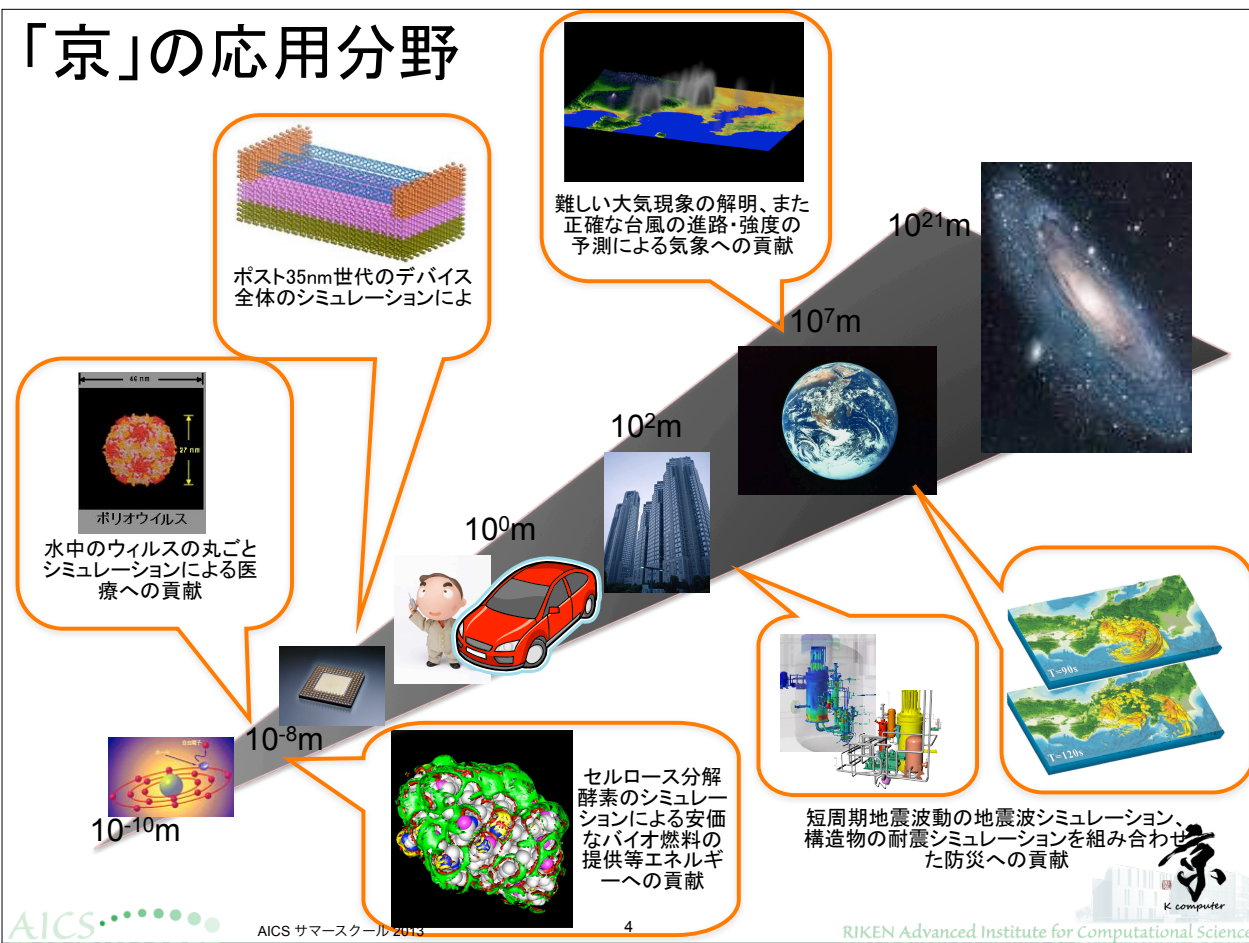 「京」の応用分野
ポスト35nm世代のデバイス
全体のシミュレーションによ
難しい大気現象の解明、また
正確な台風の進路・強度の
予測による気象への貢献
10²¹m
10⁷m
46 nm
27 nm
ポリオウイルス
水中のウィルスの丸ごと
シミュレーションによる医
療への貢献
10²m
10⁰m
10⁻⁸m
10⁻¹⁰m
セルロース分解
酵素のシミュレー
ションによる安価
なバイオ燃料の
提供等エネルギ
ーへの貢献
T=90s
T=120s
短周期地震波動の地震波シミュレーション、
構造物の耐震シミュレーションを組み合わせ
た防災への貢献
京
K computer
AICS
AICS サマースクール 2013
4
RIKEN Advanced Institute for Computational Science